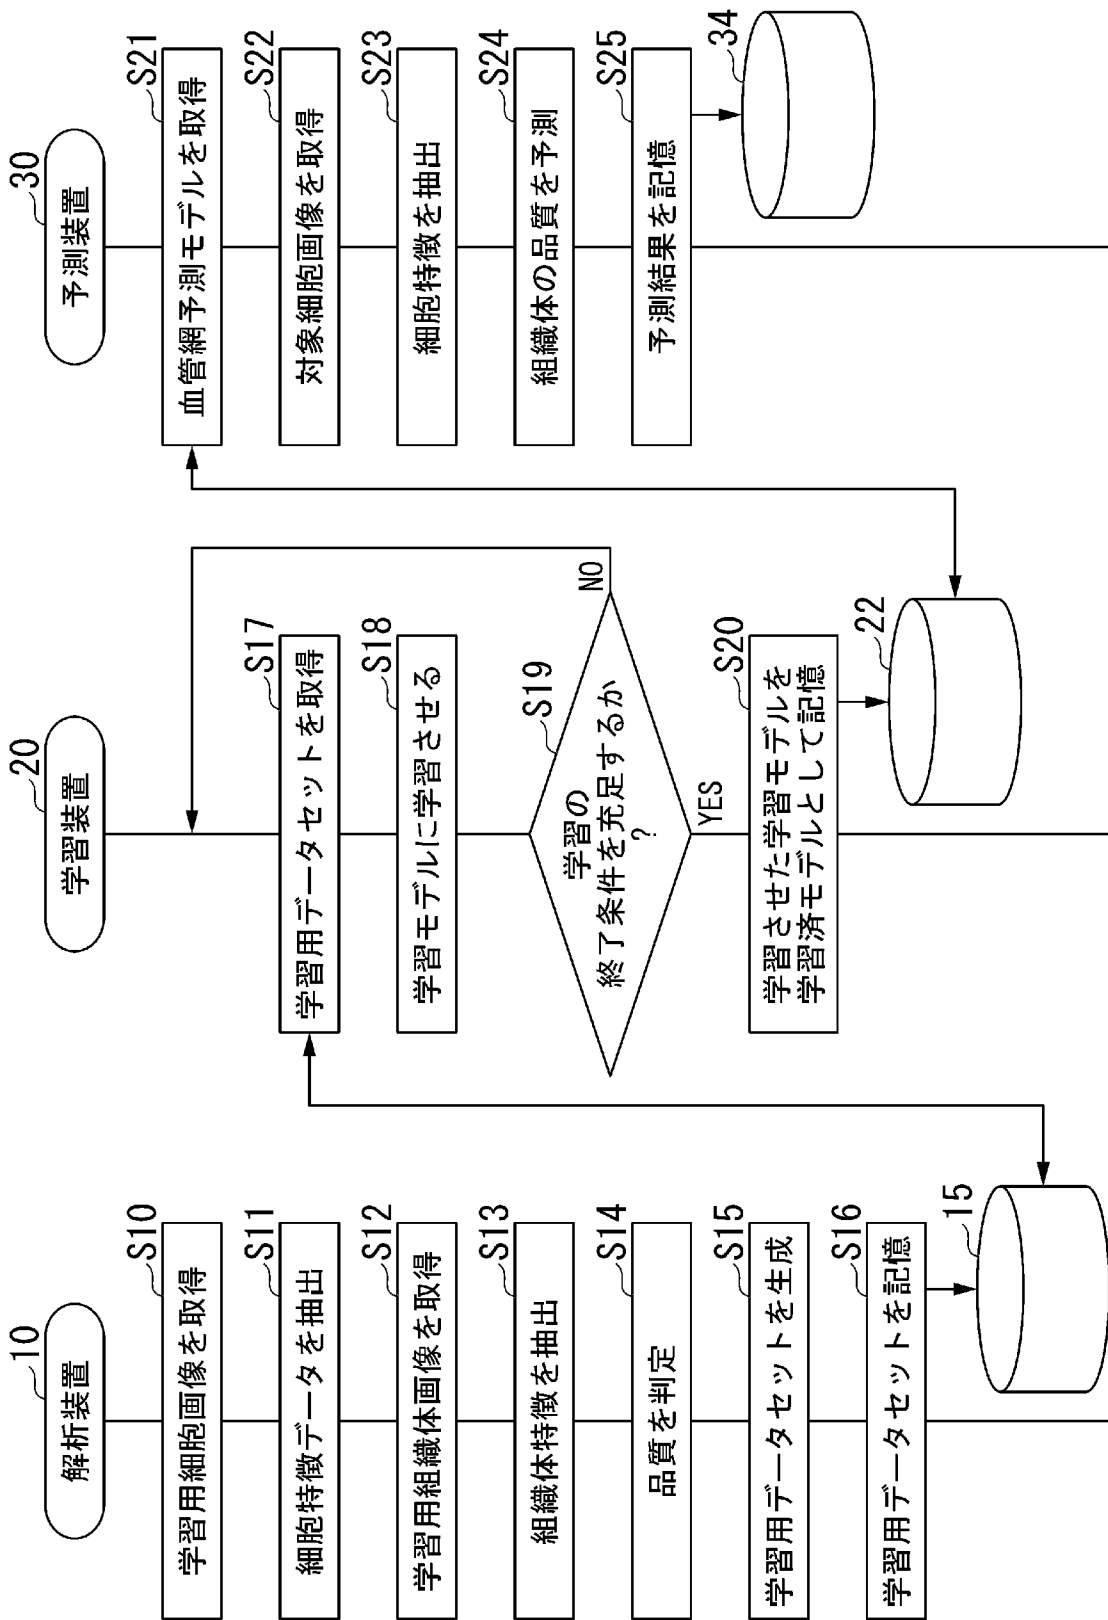 10
解析装置
S10
学習用細胞画像を取得
S11
細胞特徴データを抽出
S12
学習用組織体画像を取得
S13
組織体特徴を抽出
S14
品質を判定
S15
学習用データセットを生成
S16
学習用データセットを記憶
15
20
学習装置
S17
学習用データセットを取得
S18
学習モデルに学習させる
S19
学習の
終了条件を充足するか
?
NO
YES
S20
学習させた学習モデルを
学習済モデルとして記憶
22
30
予測装置
S21
血管網予測モデルを取得
S22
対象細胞画像を取得
S23
細胞特徴を抽出
S24
組織体の品質を予測
S25
予測結果を記憶
34